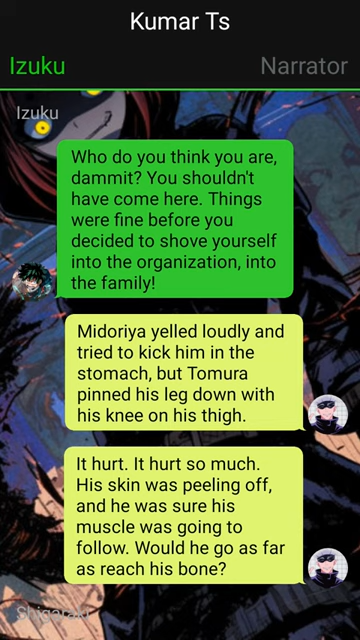 Kumar Ts
Izuku
Narrator
Izuku
Who do you think you are,
dammit? You shouldn't
have come here. Things
were fine before you
decided to shove yourself
into the organization, into
the family!
Midoriya yelled loudly and
tried to kick him in the
stomach, but Tomura
pinned his leg down with
his knee on his thigh.
It hurt. It hurt so much.
His skin was peeling off,
and he was sure his
muscle was going to
follow. Would he go as far
as reach his bone?
Shigaraki